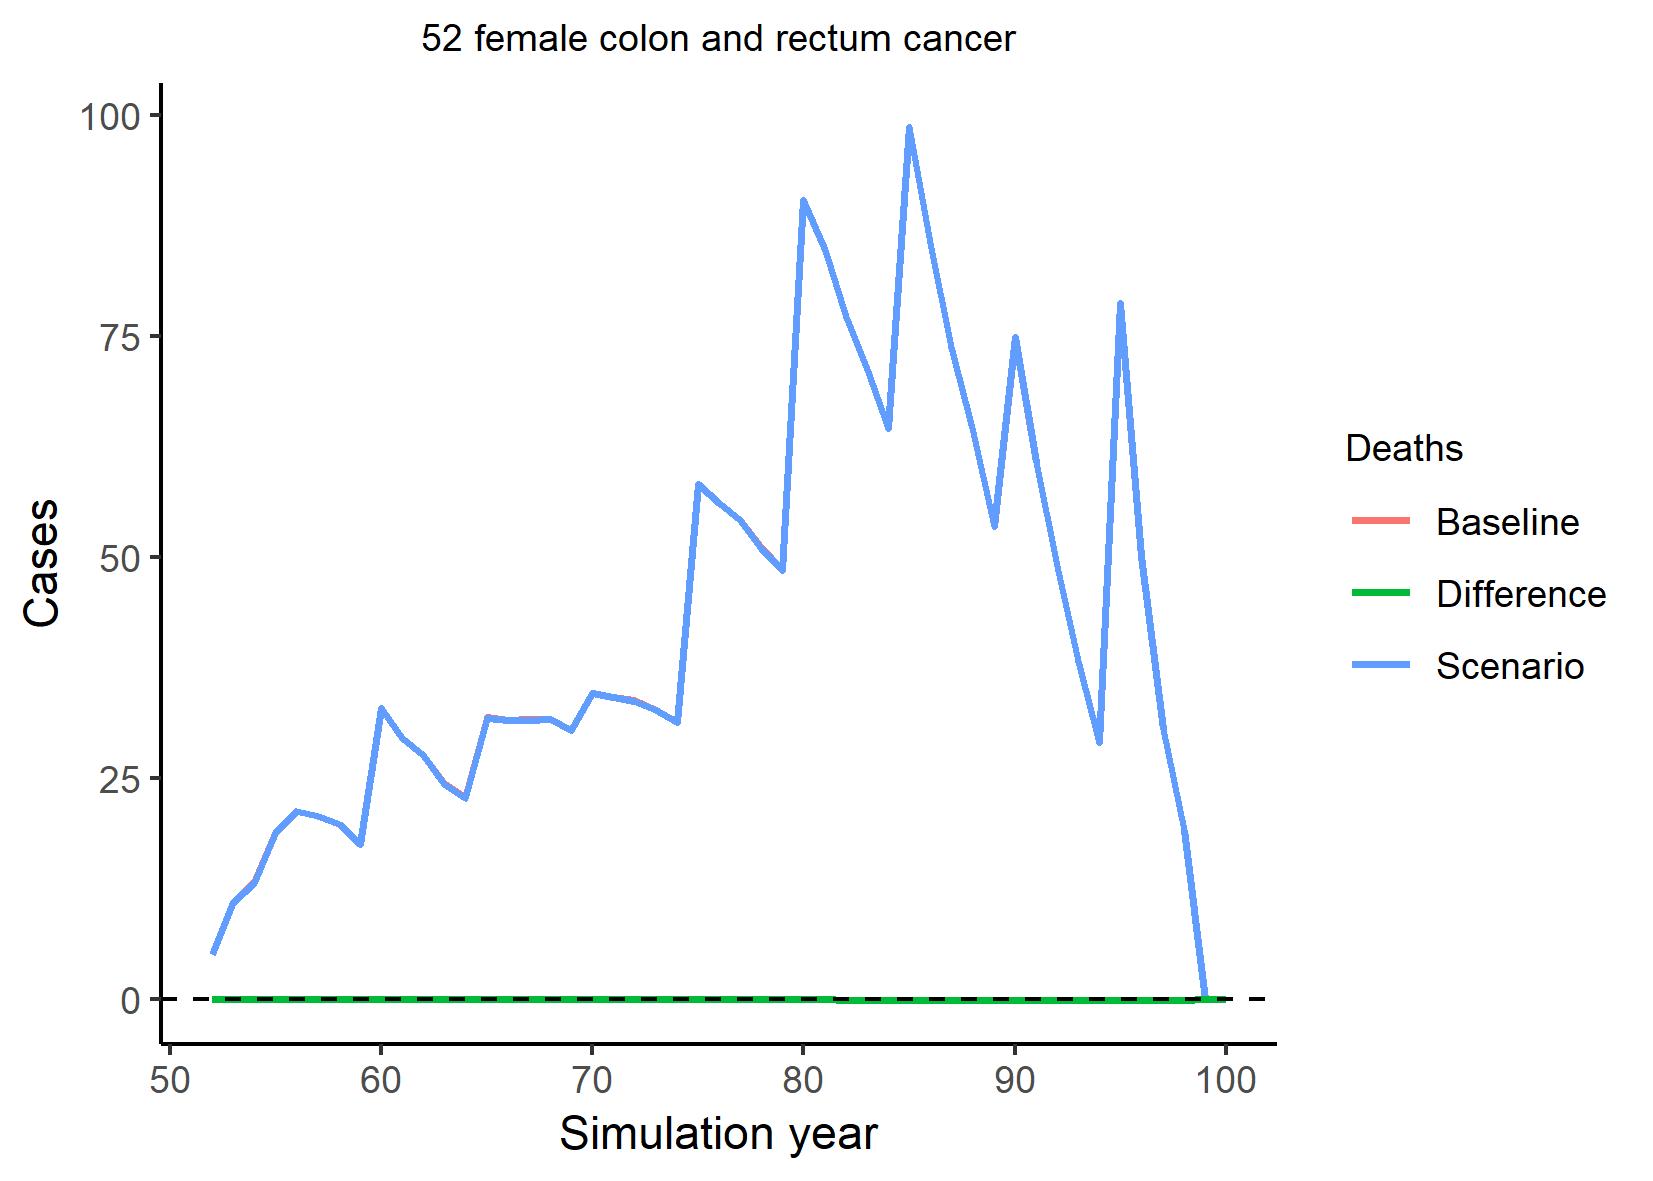 52 female colon and rectum cancer
100
75
50
25
0
Cases
50 60 70 80 90 100
Simulation year
Deaths
Baseline
Difference
Scenario